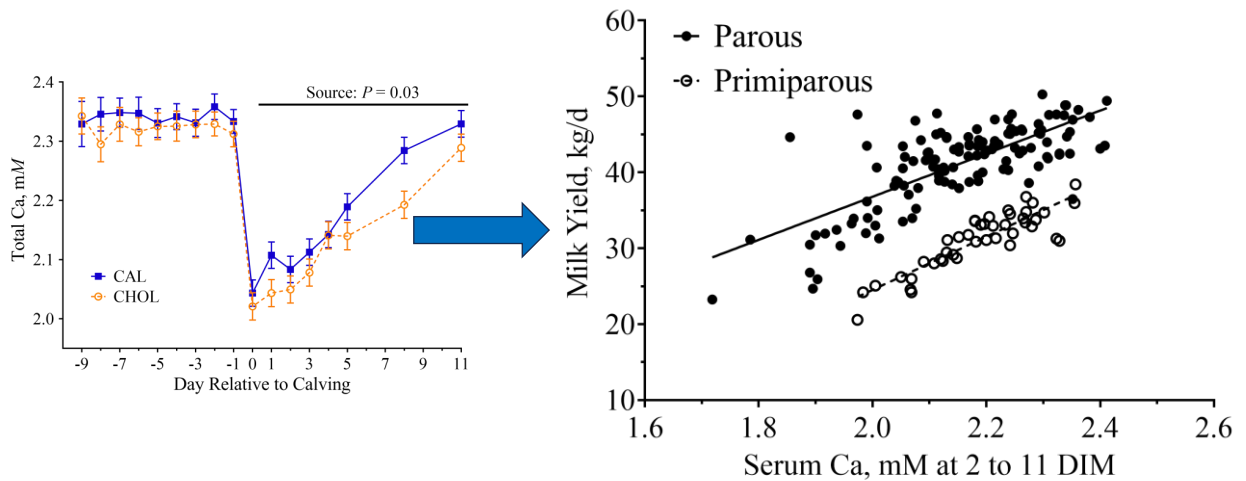 Source: P = 0.03
Total Ca, mM
2.4
2.3
2.2
2.1
2.0
CAL
CHOL
-9 -7 -5 -3 -1 0 1 3 5 7 9 11
Day Relative to Calving
Parous
Primiparous
Milk Yield, kg/d
60
50
40
30
20
10
1.6 1.8 2.0 2.2 2.4 2.6
Serum Ca, mM at 2 to 11 DIM